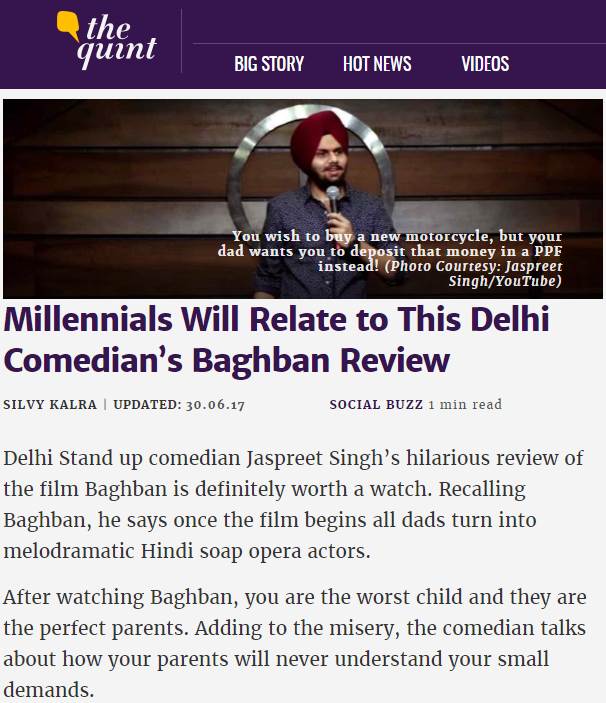 the
quint
BIG STORY HOT NEWS VIDEOS
You wish to buy a new motorcycle, but your
dad wants you to deposit that money in a PPF
instead! (Photo Courtesy: Jaspreet
Singh/YouTube)
Millennials Will Relate to This Delhi
Comedian’s Baghban Review
SILVY KALRA | UPDATED: 30.06.17 SOCIAL BUZZ 1 min read
Delhi Stand up comedian Jaspreet Singh’s hilarious review of
the film Baghban is definitely worth a watch. Recalling
Baghban, he says once the film begins all dads turn into
melodramatic Hindi soap opera actors.
After watching Baghban, you are the worst child and they are
the perfect parents. Adding to the misery, the comedian talks
about how your parents will never understand your small
demands.